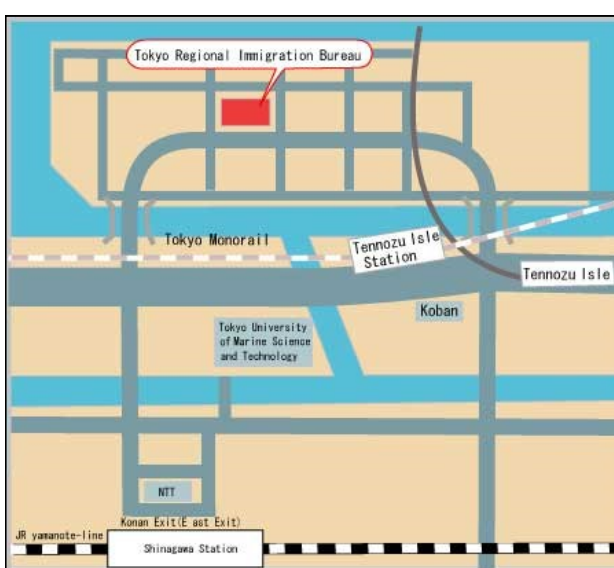 Tokyo Regional Immigration Bureau
Tokyo Monorail
Tennozu Isle
Station
Tennozu Isle
Koban
Tokyo University
of Marine Science
and Technology
NTT
Konan Exit(E ast Exit)
JR yamanote-line
Shinagawa Station